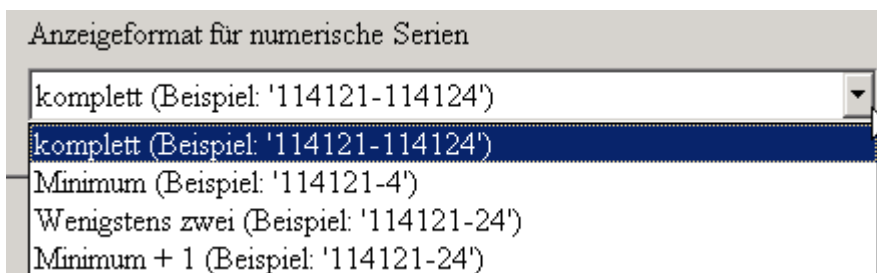 Anzeigeformat für numerische Serien
komplett (Beispiel: '114121-114124')
komplett (Beispiel: '114121-114124')
Minimum (Beispiel: '114121-4')
Wenigstens zwei (Beispiel: '114121-24')
Minimum + 1 (Beispiel: '114121-24')